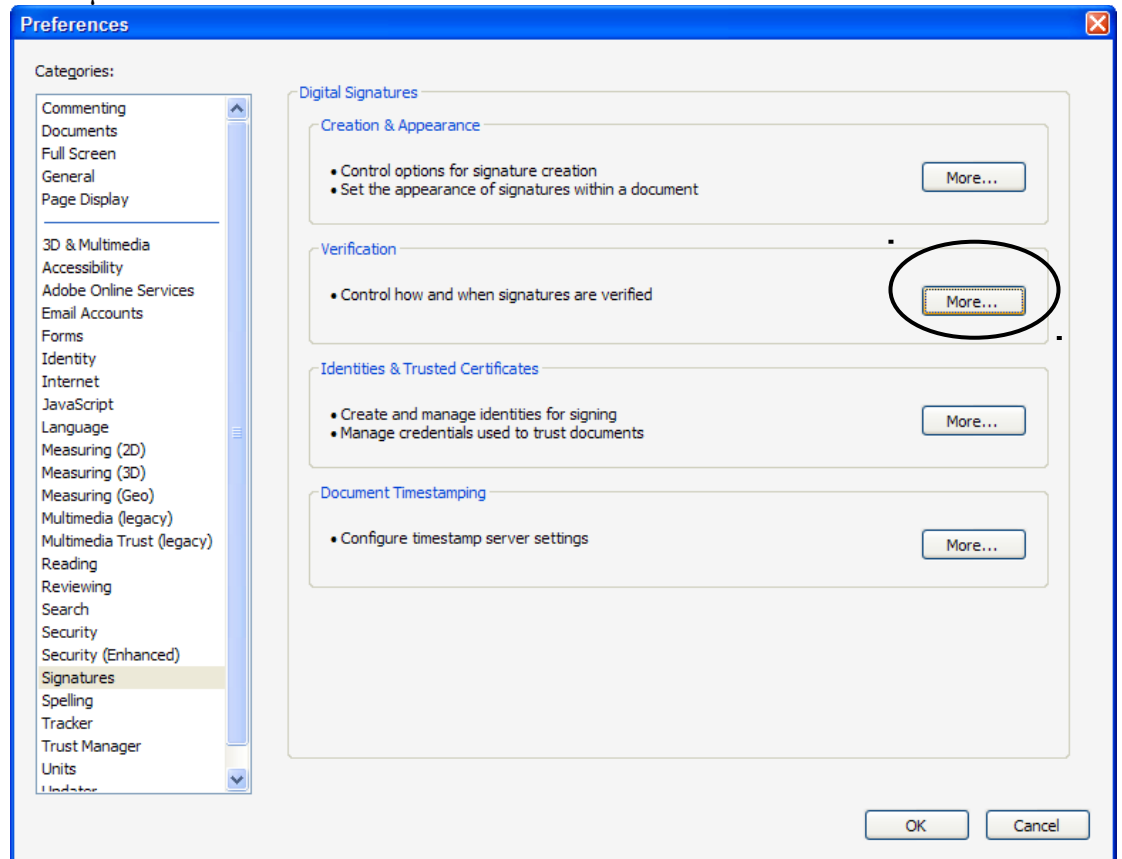 Preferences
Categories:
Commenting
Documents
Full Screen
General
Page Display
3D & Multimedia
Accessibility
Adobe Online Services
Email Accounts
Forms
Identity
Internet
JavaScript
Language
Measuring (2D)
Measuring (3D)
Measuring (Geo)
Multimedia (legacy)
Multimedia Trust (legacy)
Reading
Reviewing
Search
Security
Security (Enhanced)
Signatures
Spelling
Tracker
Trust Manager
Units
Updater
Digital Signatures
Creation & Appearance
• Control options for signature creation
• Set the appearance of signatures within a document
More...
Verification
• Control how and when signatures are verified
More...
Identities & Trusted Certificates
• Create and manage identities for signing
• Manage credentials used to trust documents
More...
Document Timestamping
• Configure timestamp server settings
More...
OK
Cancel